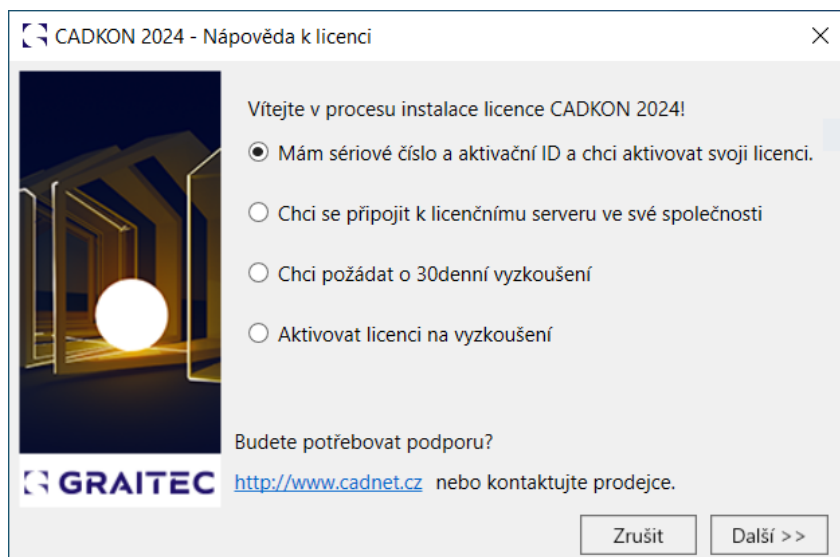 CADKON 2024 - Nápověda k licenci
Vítejte v procesu instalace licence CADKON 2024!
Mám sériové číslo a aktivační ID a chci aktivovat svoji licenci.
Chci se připojit k licenčnímu serveru ve své společnosti
Chci požádat o 30denní vyzkoušení
Aktivovat licenci na vyzkoušení
Budete potřebovat podporu?
GRAITEC
http://www.cadnet.cz nebo kontaktujte prodejce.
Zrušit
Další >>